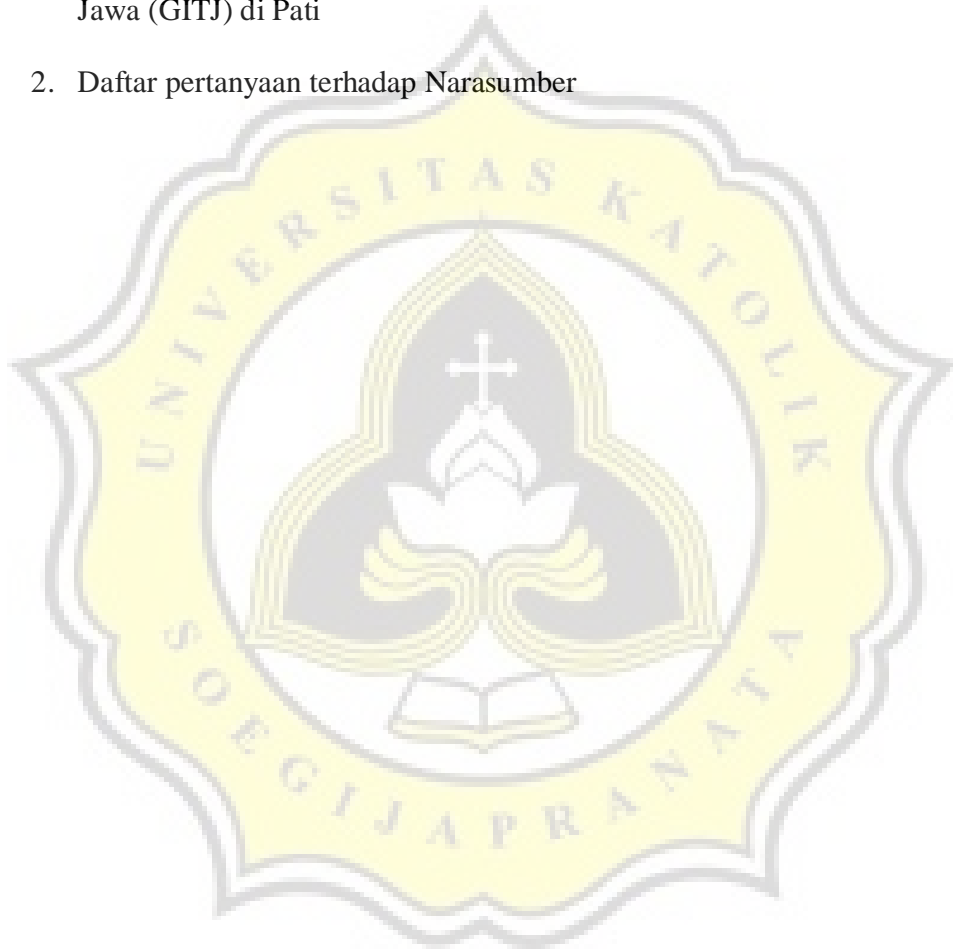 Jawa (GITJ) di Pati
2. Daftar pertanyaan terhadap Narasumber
UNIVERSITAS KATOLIK
SOEGIJAPRANATA